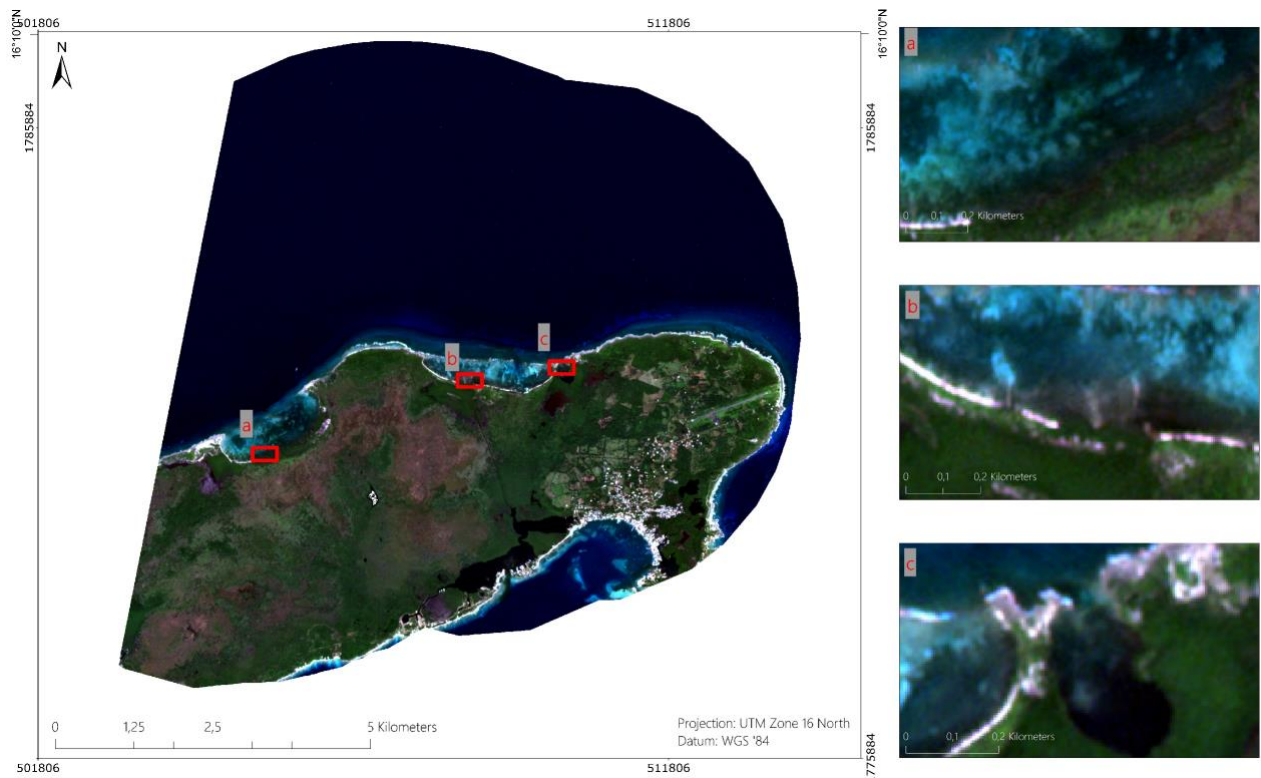 501806
511806
16°10'0"N
16°10'0"N
N
1785884
1785884
a
b
c
0 1,25 2,5 5 Kilometers
Projection: UTM Zone 16 North
Datum: WGS '84
501806
511806
775884
a
0 0,1 0,2 Kilometers
b
0 0,1 0,2 Kilometers
c
0 0,1 0,2 Kilometers